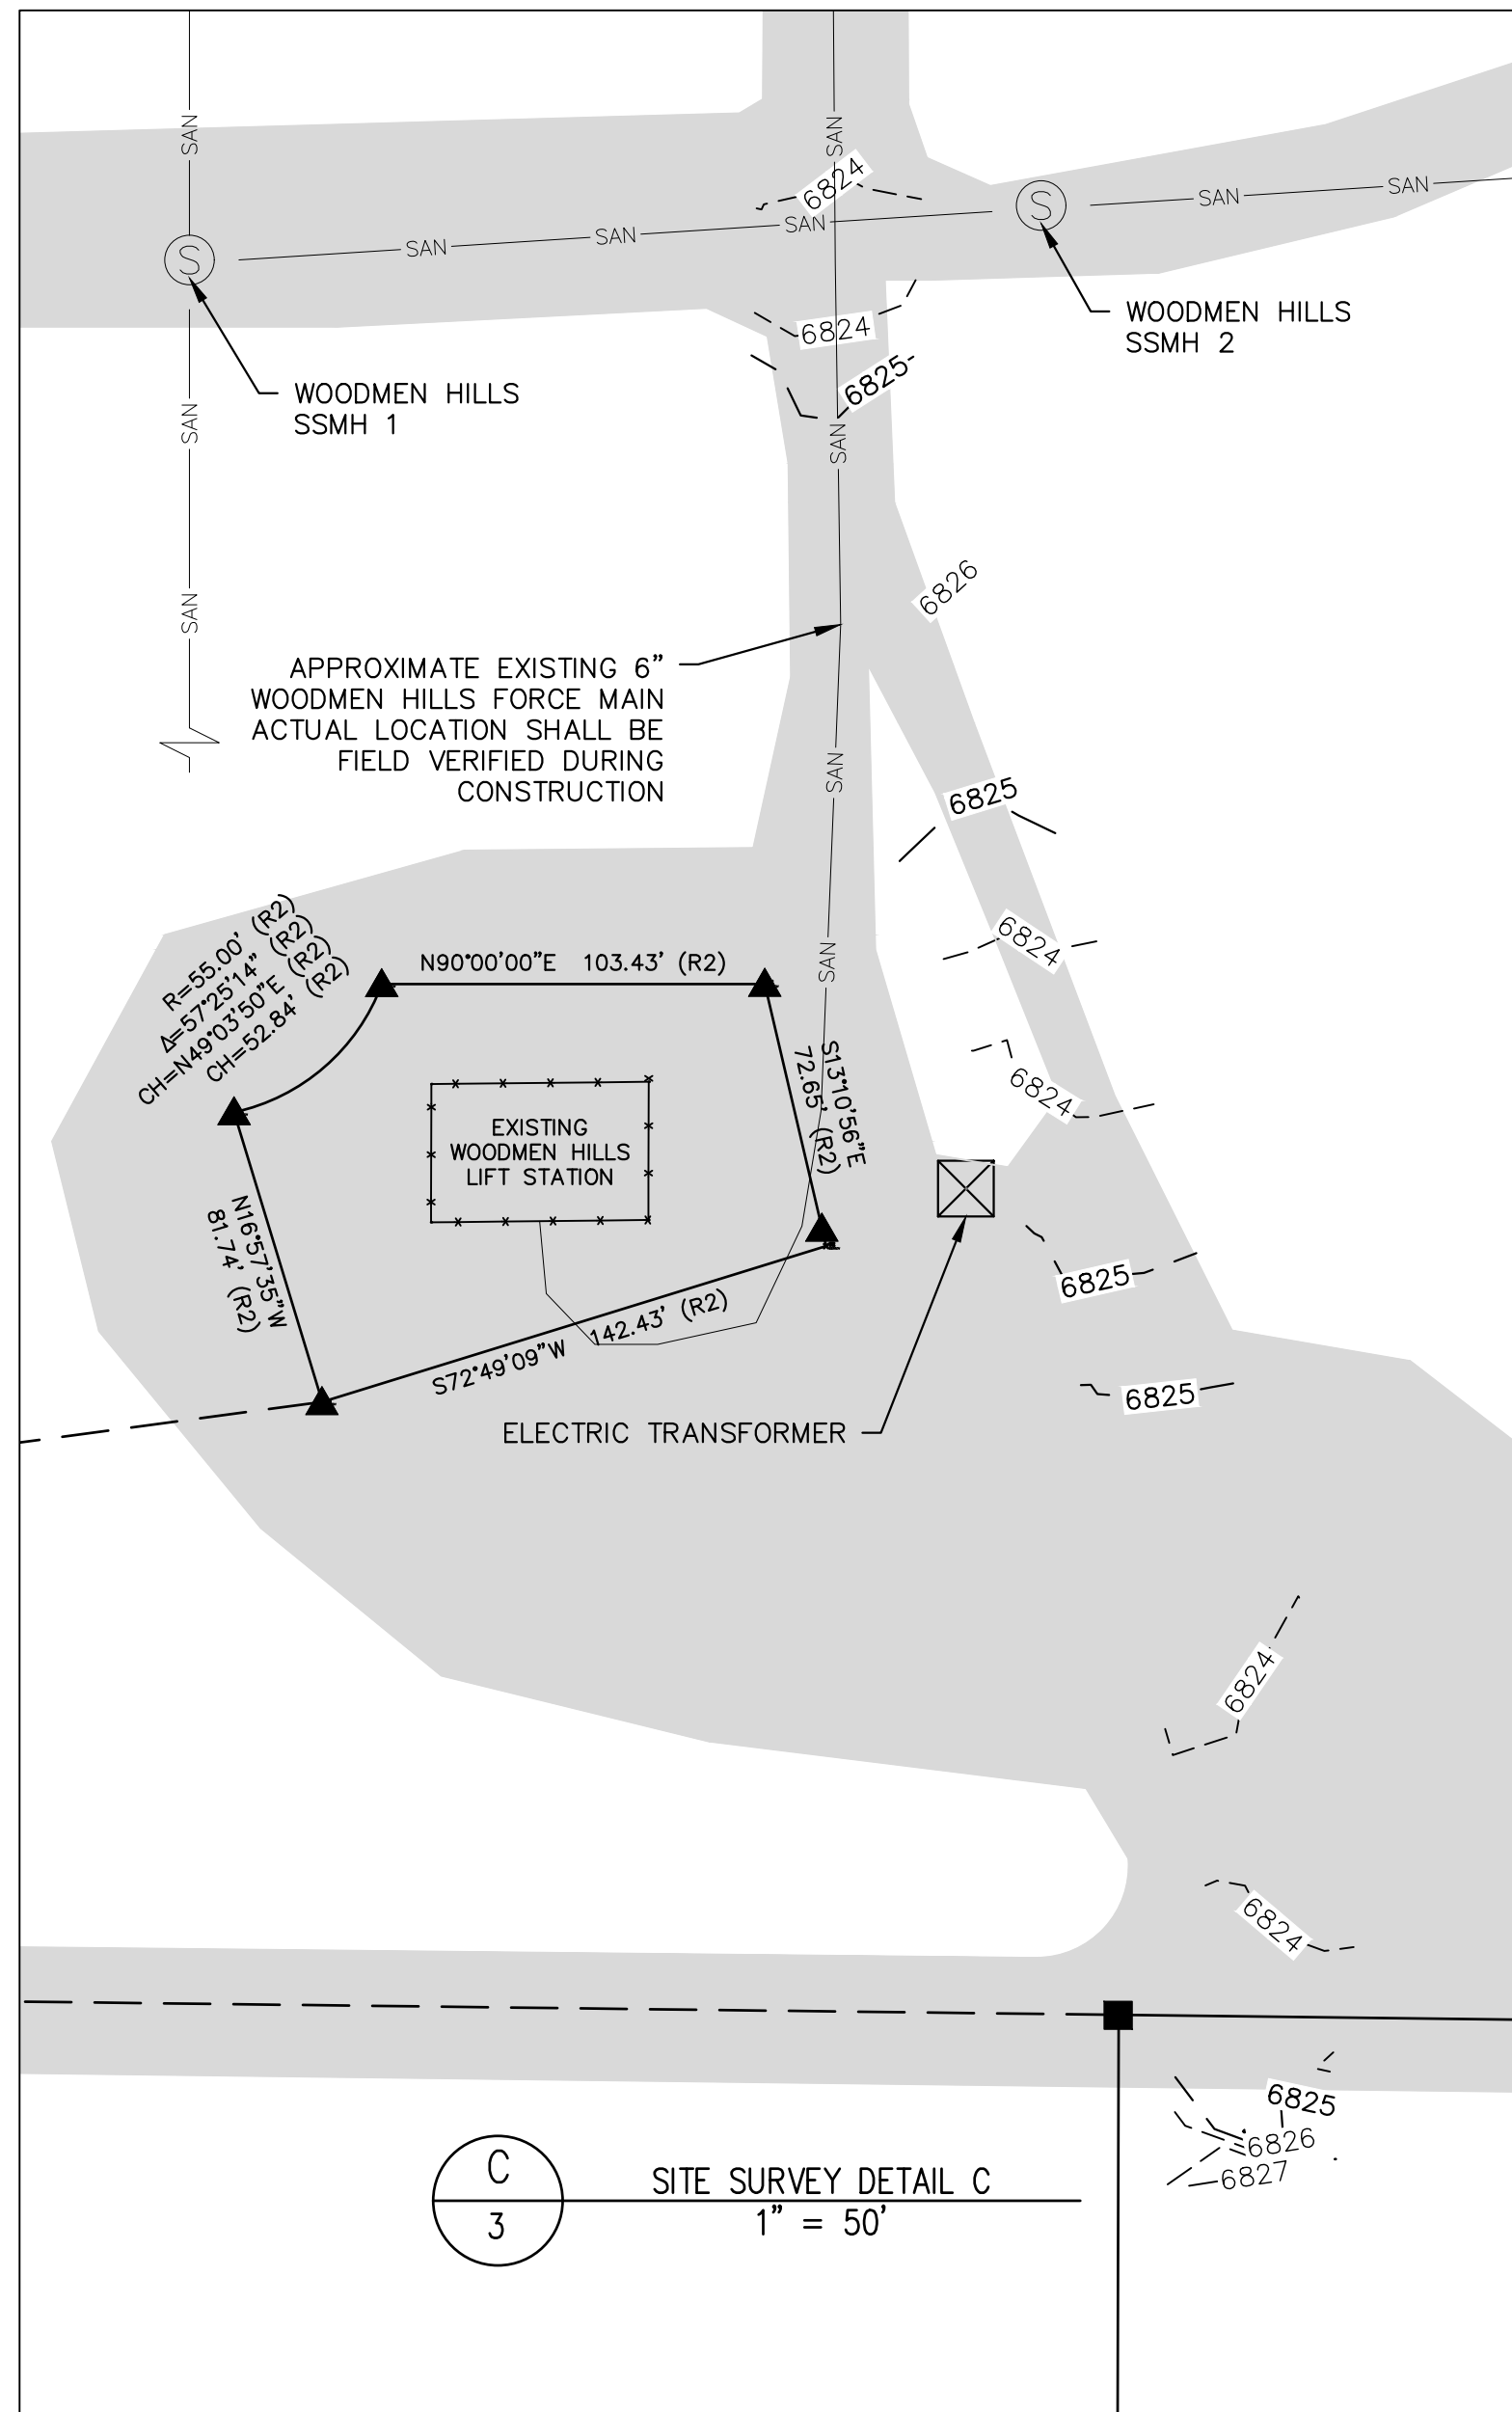 SAN
SAN
6824
SAN
SAN
SAN
S
SAN
SAN
S
SAN
WOODMEN HILLS
SSMH 2
6824
6825
WOODMEN HILLS
SSMH 1
SAN
SAN
6826
SAN
APPROXIMATE EXISTING 6"
WOODMEN HILLS FORCE MAIN
ACTUAL LOCATION SHALL BE
FIELD VERIFIED DURING
CONSTRUCTION
SAN
6825
R=55.00' (R2)
Δ=57°25'14" (R2)
CH=N49°03'50"E (R2)
CH=52.84' (R2)
N90°00'00"E 103.43' (R2)
SAN
6824
S13°10'56"E
72.65' (R2)
6824
EXISTING
WOODMEN HILLS
LIFT STATION
N16°57'35"W
81.74' (R2)
6825
S72°49'09"W 142.43' (R2)
6825
ELECTRIC TRANSFORMER
6824
6824
6825
6826
6827
C
3
SITE SURVEY DETAIL C
1" = 50'